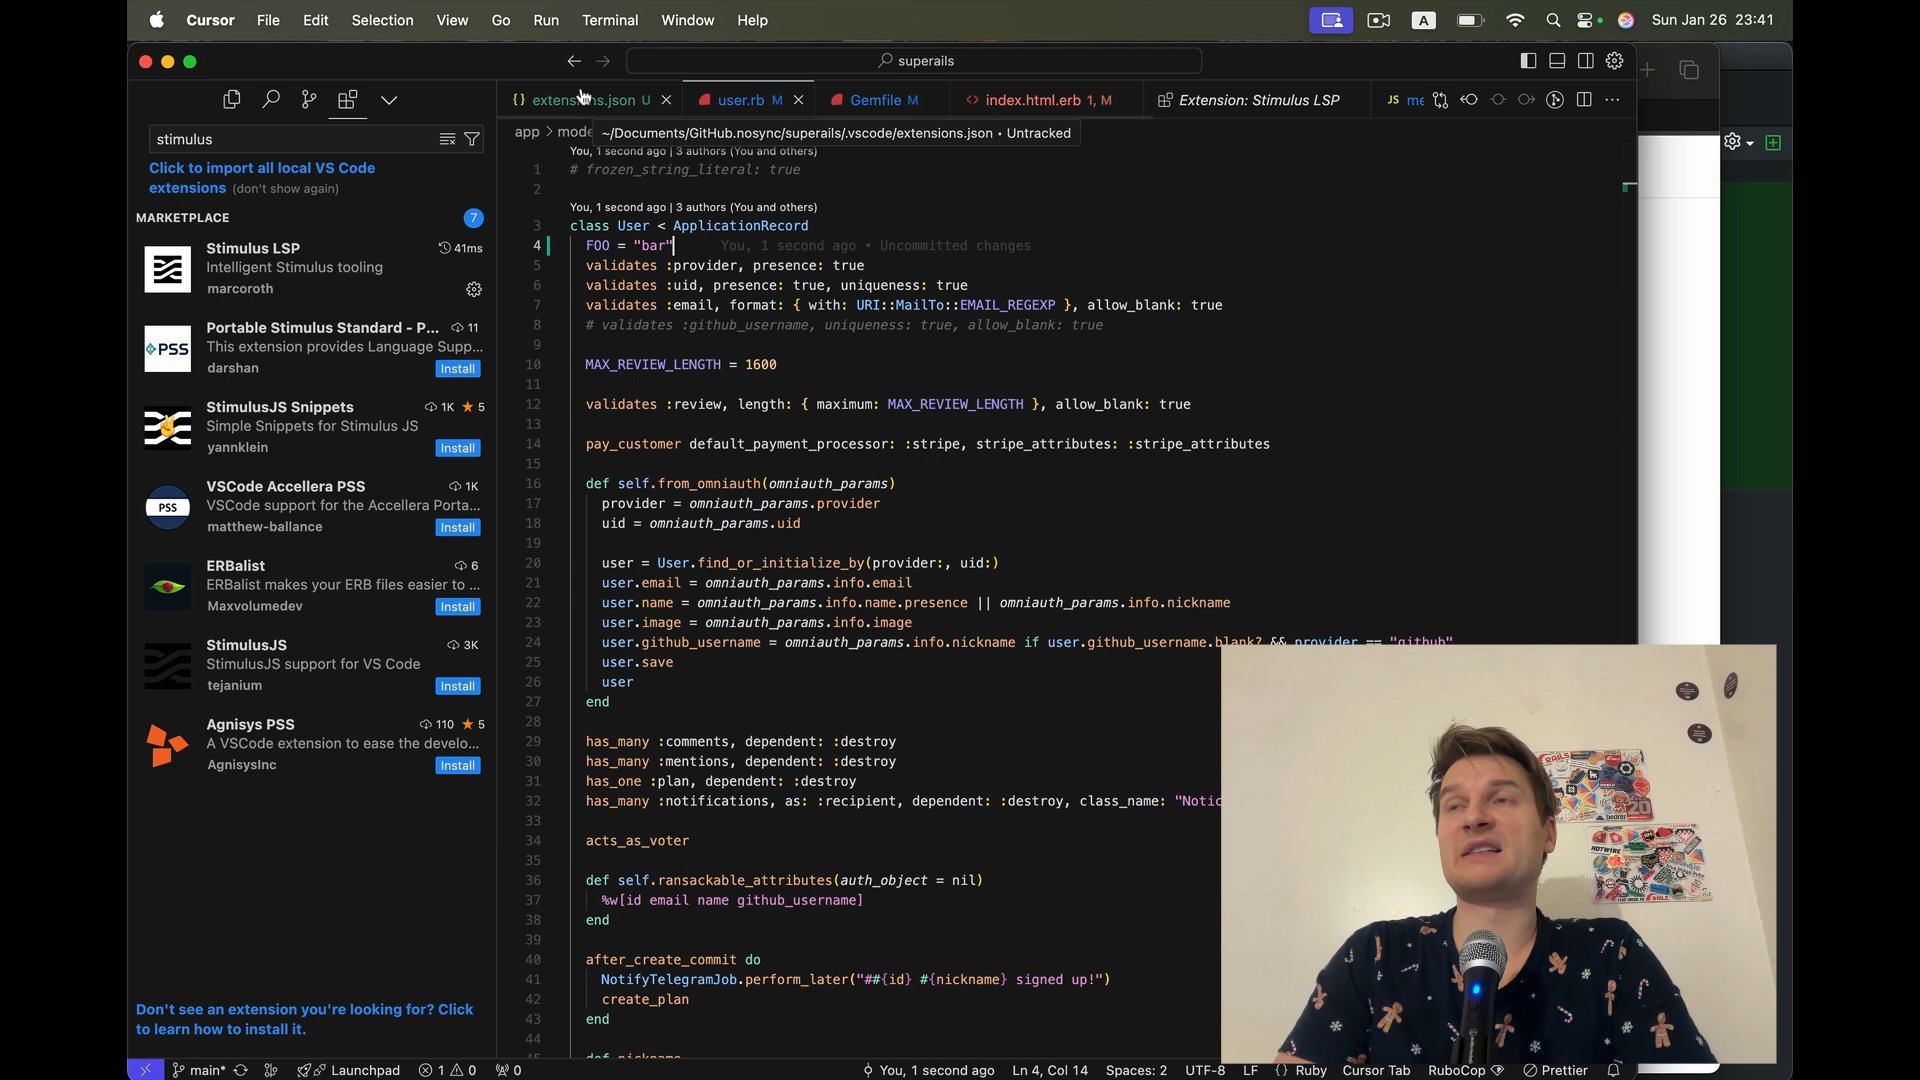 Cursor File Edit Selection View Go Run Terminal Window Help
A Sun Jan 26 23:41
superails
{} extensions.json U user.rb M Gemfile M <> index.html.erb 1, M Extension: Stimulus LSP JS me
app > mode
~/Documents/GitHub.nosync/superails/.vscode/extensions.json • Untracked
stimulus
Click to import all local VS Code
extensions (don't show again)
MARKETPLACE 7
Stimulus LSP 41ms
Intelligent Stimulus tooling
marcoroth
Portable Stimulus Standard - P... 11
This extension provides Language Supp...
darshan Install
StimulusJS Snippets 1K ★ 5
Simple Snippets for Stimulus JS
yannklein Install
VSCode Accellera PSS 1K
VSCode support for the Accellera Porta...
matthew-ballance Install
ERBalist 6
ERBalist makes your ERB files easier to ...
Maxvolumedev Install
StimulusJS 3K
StimulusJS support for VS Code
tejanium Install
Agnisys PSS 110 ★ 5
A VSCode extension to ease the develo...
AgnisysInc Install
PSS
PSS
Don't see an extension you're looking for? Click
to learn how to install it.
You, 1 second ago | 3 authors (You and others)
1 # frozen_string_literal: true
2
You, 1 second ago | 3 authors (You and others)
3 class User < ApplicationRecord
4 FOO = "bar" You, 1 second ago • Uncommitted changes
5 validates :provider, presence: true
6 validates :uid, presence: true, uniqueness: true
7 validates :email, format: { with: URI::MailTo::EMAIL_REGEXP }, allow_blank: true
8 # validates :github_username, uniqueness: true, allow_blank: true
9
10 MAX_REVIEW_LENGTH = 1600
11
12 validates :review, length: { maximum: MAX_REVIEW_LENGTH }, allow_blank: true
13
14 pay_customer default_payment_processor: :stripe, stripe_attributes: :stripe_attributes
15
16 def self.from_omniauth(omniauth_params)
17 provider = omniauth_params.provider
18 uid = omniauth_params.uid
19
20 user = User.find_or_initialize_by(provider:, uid:)
21 user.email = omniauth_params.info.email
22 user.name = omniauth_params.info.name.presence || omniauth_params.info.nickname
23 user.image = omniauth_params.info.image
24 user.github_username = omniauth_params.info.nickname if user.github_username.blank? && provider == "github"
25 user.save
26 user
27 end
28
29 has_many :comments, dependent: :destroy
30 has_many :mentions, dependent: :destroy
31 has_one :plan, dependent: :destroy
32 has_many :notifications, as: :recipient, dependent: :destroy, class_name: "Notic
33
34 acts_as_voter
35
36 def self.ransackable_attributes(auth_object = nil)
37 %w[id email name github_username]
38 end
39
40 after_create_commit do
41 NotifyTelegramJob.perform_later("##{id} #{nickname} signed up!")
42 create_plan
43 end
44
45 def nickname
main* Launchpad 1 0 0 You, 1 second ago Ln 4, Col 14 Spaces: 2 UTF-8 LF {} Ruby Cursor Tab RuboCop Prettier
RAILS
20
HOTWIRE